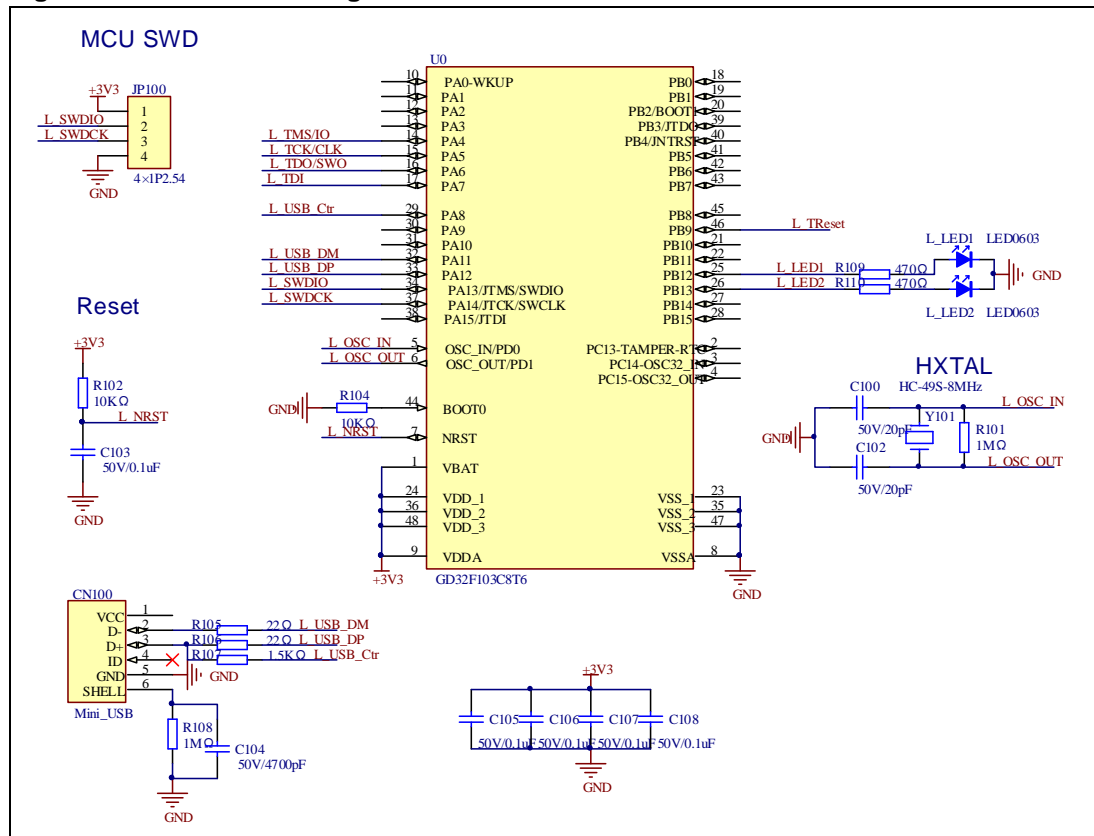 MCU SWD
+3V3
JP100
1
L_SWDIO 2
L_SWDCK 3
4
GND
4×1P2.54
Reset
+3V3
R102
10KΩ
L_NRST
C103
50V/0.1uF
GND
U0
10 PA0-WKUP
11 PA1
12 PA2
13 PA3
L_TMS/IO 14 PA4
L_TCK/CLK 15 PA5
L_TDO/SWO 16 PA6
L_TDI 17 PA7
L_USB_Ctr 29 PA8
30 PA9
31 PA10
L_USB_DM 32 PA11
L_USB_DP 33 PA12
L_SWDIO 34 PA13/JTMS/SWDIO
L_SWDCK 37 PA14/JTCK/SWCLK
38 PA15/JTDI
L_OSC_IN 5 OSC_IN/PD0
L_OSC_OUT 6 OSC_OUT/PD1
GND R104 10KΩ 44 BOOT0
L_NRST 7 NRST
1 VBAT
24 VDD_1
36 VDD_2
48 VDD_3
9 VDDA
+3V3
PB0 18
PB1 19
PB2/BOOT1 20
PB3/JTDO 39
PB4/JNTRST 40
PB5 41
PB6 42
PB7 43
PB8 45
PB9 46 L_TReset
PB10 21
PB11 22
PB12 25 L_LED1 R109 470Ω
PB13 26 L_LED2 R110 470Ω
PB14 27
PB15 28
PC13-TAMPER-RTC 2
PC14-OSC32_IN 3
PC15-OSC32_OUT 4
VSS_1 23
VSS_2 35
VSS_3 47
VSSA 8
GND
GD32F103C8T6
L_LED1 LED0603
GND
L_LED2 LED0603
HXTAL
C100 HC-49S-8MHz
L_OSC_IN
50V/20pF Y101 R101
GND 1MΩ
C102
L_OSC_OUT
50V/20pF
CN100
VCC 1
D- 2 R105 22Ω L_USB_DM
D+ 3 R106 22Ω L_USB_DP
ID 4 R107 1.5KΩ L_USB_Ctr
GND 5 GND
SHELL 6
Mini_USB
R108
1MΩ
C104
50V/4700pF
GND
+3V3
C105 C106 C107 C108
50V/0.1uF 50V/0.1uF 50V/0.1uF 50V/0.1uF
GND